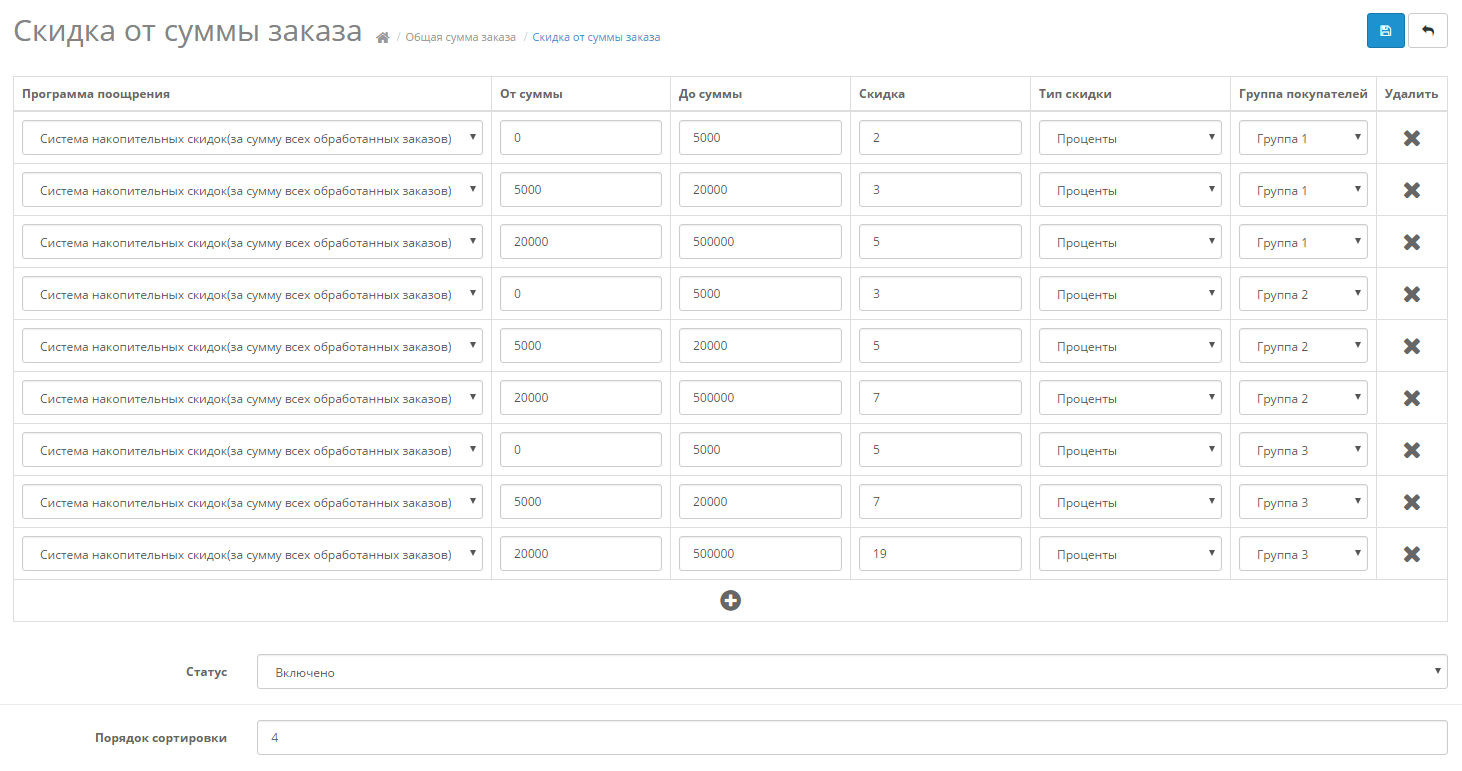 Скидка от суммы заказа / Общая сумма заказа / Скидка от суммы заказа
Программа поощрения От суммы До суммы Скидка Тип скидки Группа покупателей Удалить
Система накопительных скидок(за сумму всех обработанных заказов) 0 5000 2 Проценты Группа 1
Система накопительных скидок(за сумму всех обработанных заказов) 5000 20000 3 Проценты Группа 1
Система накопительных скидок(за сумму всех обработанных заказов) 20000 500000 5 Проценты Группа 1
Система накопительных скидок(за сумму всех обработанных заказов) 0 5000 3 Проценты Группа 2
Система накопительных скидок(за сумму всех обработанных заказов) 5000 20000 5 Проценты Группа 2
Система накопительных скидок(за сумму всех обработанных заказов) 20000 500000 7 Проценты Группа 2
Система накопительных скидок(за сумму всех обработанных заказов) 0 5000 5 Проценты Группа 3
Система накопительных скидок(за сумму всех обработанных заказов) 5000 20000 7 Проценты Группа 3
Система накопительных скидок(за сумму всех обработанных заказов) 20000 500000 19 Проценты Группа 3
Статус Включено
Порядок сортировки 4